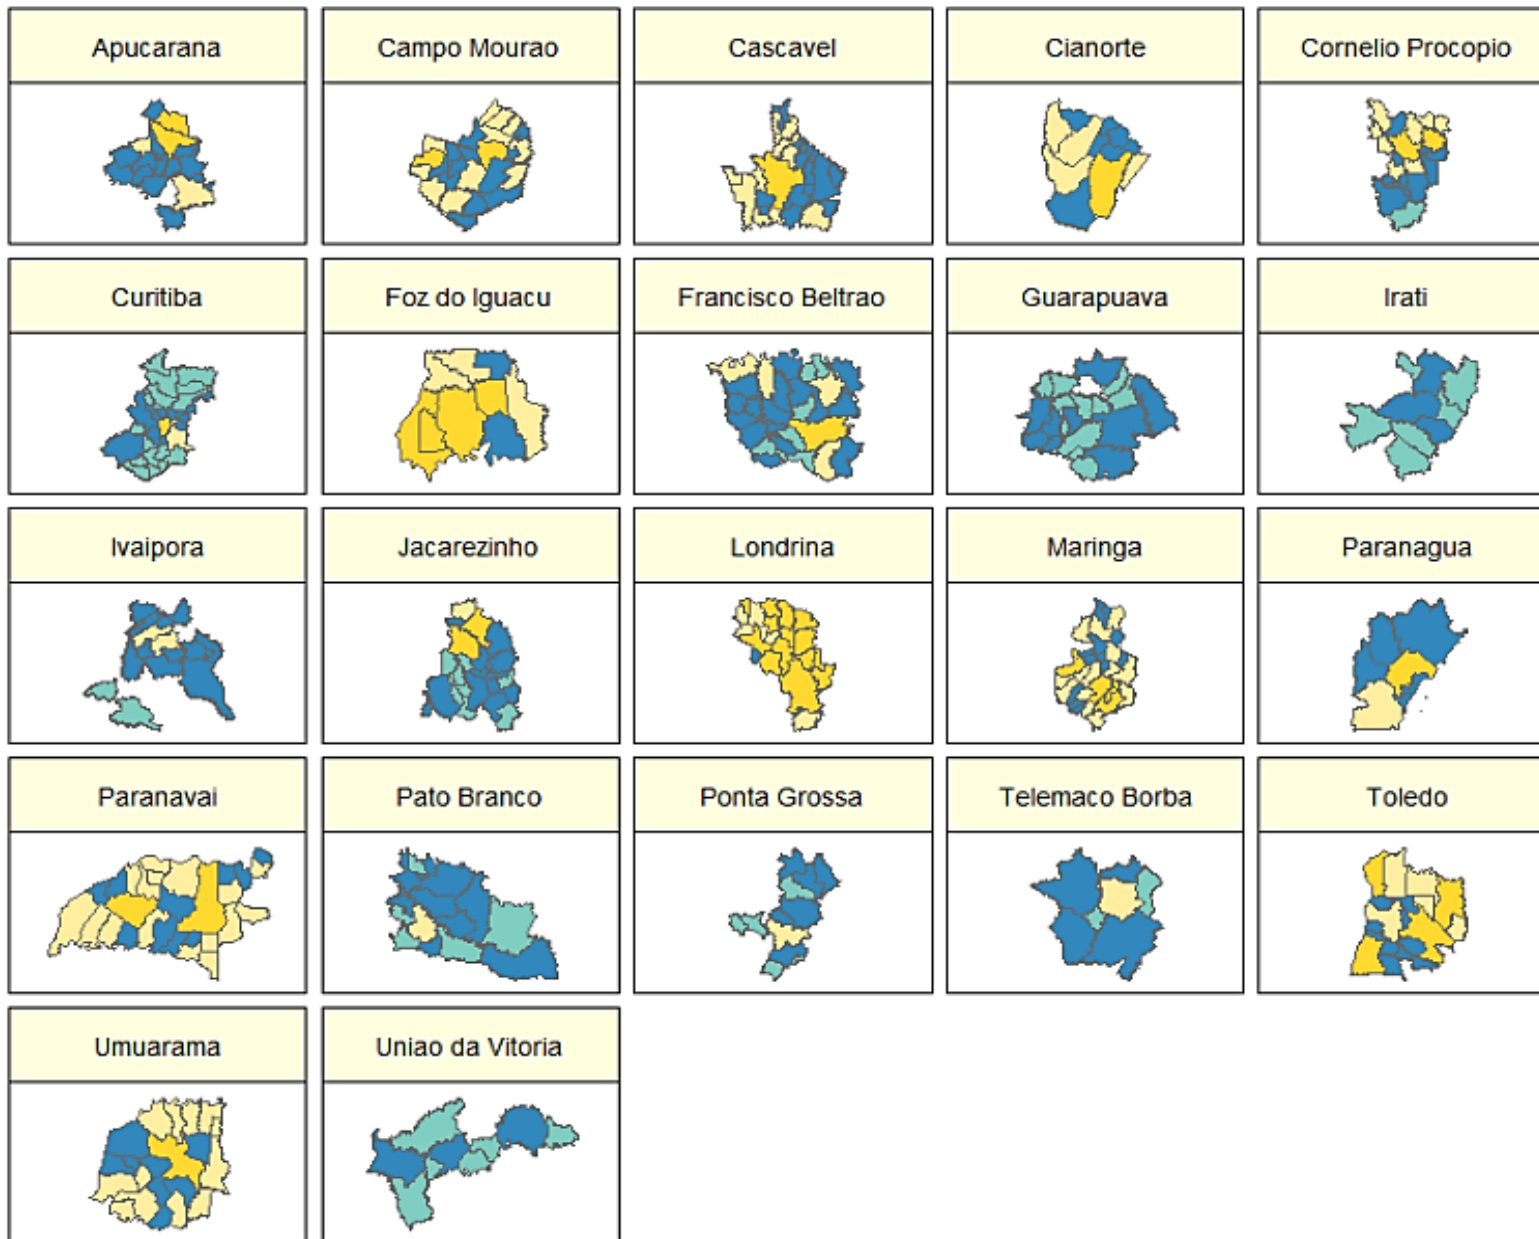 Apucarana
Campo Mourao
Cascavel
Cianorte
Cornelio Procopio
Curitiba
Foz do Iguacu
Francisco Beltrao
Guarapuava
Irati
Ivaipora
Jacarezinho
Londrina
Maringa
Paranagua
Paranavai
Pato Branco
Ponta Grossa
Telemaco Borba
Toledo
Umuarama
Uniao da Vitoria